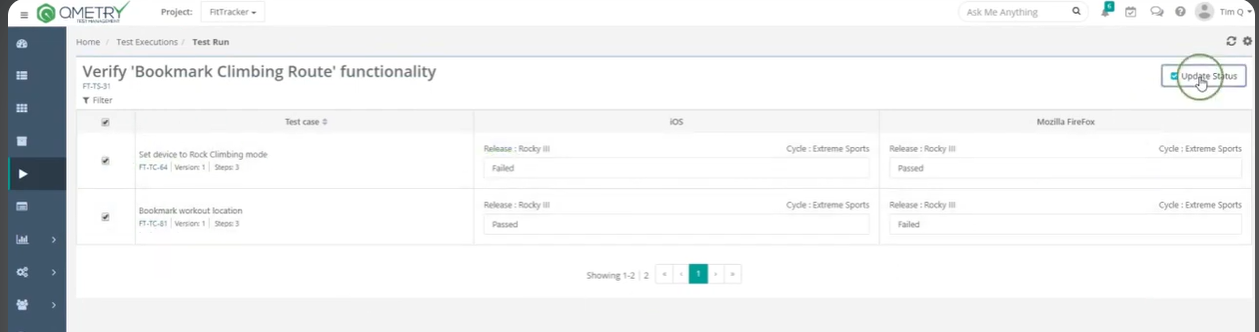 QMETRY
TEST MANAGEMENT
Project: FitTracker
Ask Me Anything
6
Tim Q
Home / Test Executions / Test Run
Verify 'Bookmark Climbing Route' functionality
FT-TS-31
Update Status
Filter
Test case
iOS
Mozilla FireFox
Set device to Rock Climbing mode
FT-TC-64 | Version: 1 | Steps: 3
Release : Rocky III Cycle : Extreme Sports
Failed
Release : Rocky III Cycle : Extreme Sports
Passed
Bookmark workout location
FT-TC-61 | Version: 1 | Steps: 3
Release : Rocky III Cycle : Extreme Sports
Passed
Release : Rocky III Cycle : Extreme Sports
Failed
Showing 1-2 | 2 « ‹ 1 › »